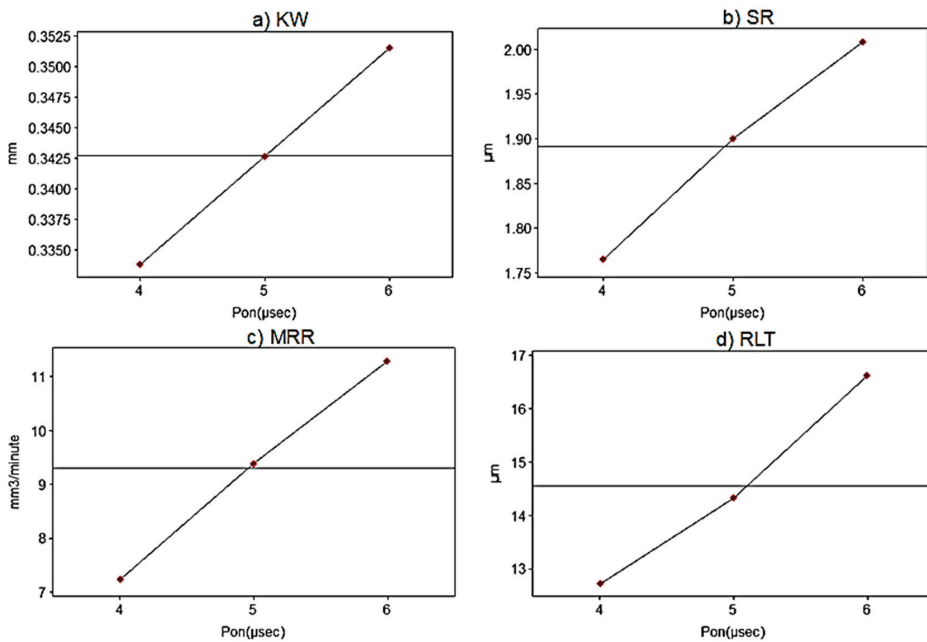 a) KW
mm
0.3525
0.3500
0.3475
0.3450
0.3425
0.3400
0.3375
0.3350
4 5 6
Pon(µsec)
b) SR
µm
2.00
1.95
1.90
1.85
1.80
1.75
4 5 6
Pon(µsec)
c) MRR
mm3/minute
11
10
9
8
7
4 5 6
Pon(µsec)
d) RLT
µm
17
16
15
14
13
4 5 6
Pon(µsec)